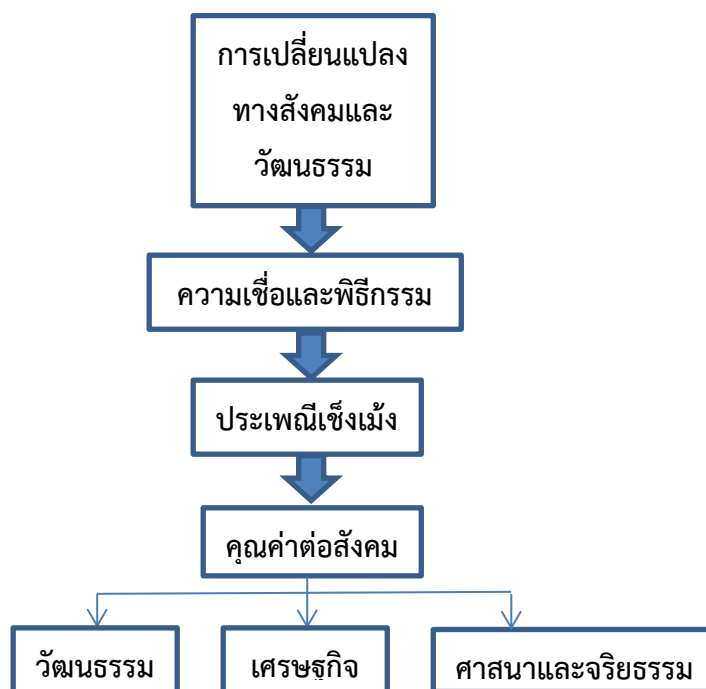 การเปลี่ยนแปลง
ทางสังคมและ
วัฒนธรรม
ความเชื่อและพิธีกรรม
ประเพณีเช็งเม้ง
คุณค่าต่อสังคม
วัฒนธรรม
เศรษฐกิจ
ศาสนาและจริยธรรม